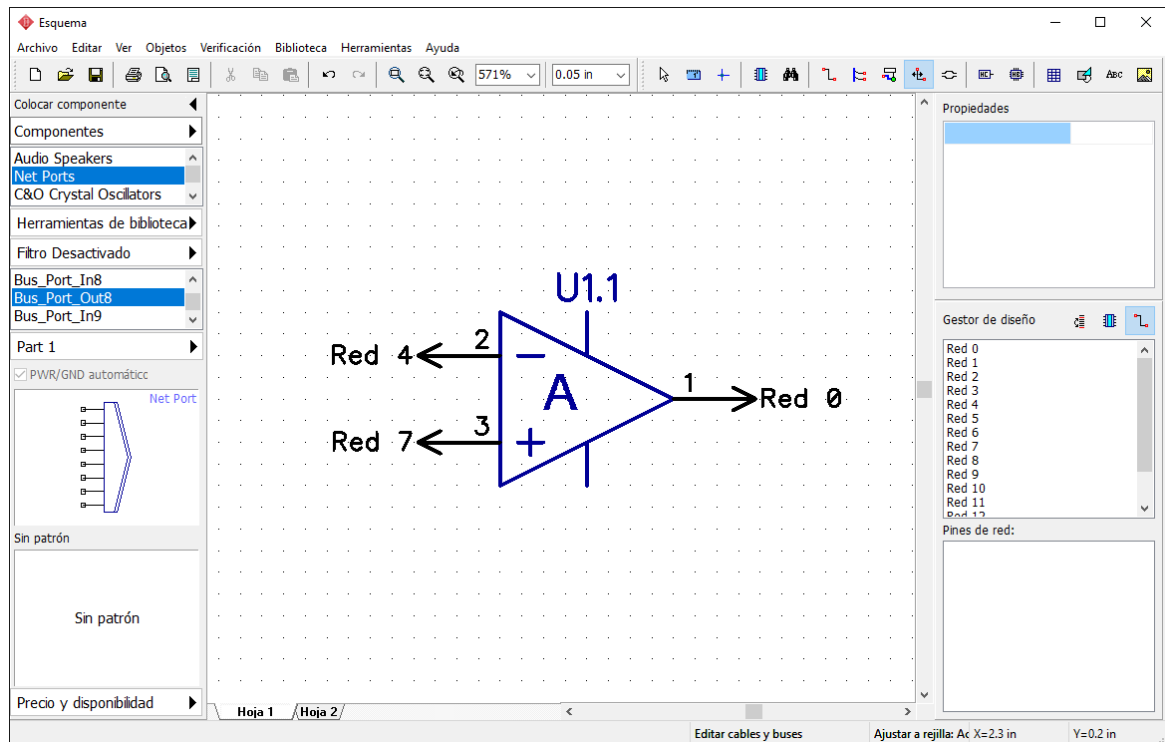 Esquema
Archivo Editar Ver Objetos Verificación Biblioteca Herramientas Ayuda
571% 0.05 in ABC
Colocar componente
Componentes
Audio Speakers
Net Ports
C&O Crystal Oscillators
Herramientas de biblioteca
Filtro Desactivado
Bus_Port_In8
Bus_Port_Out8
Bus_Port_In9
Part 1
PWR/GND automáticc
Net Port
Sin patrón
Sin patrón
Precio y disponibilidad
U1.1
Red 4 2
A
1 Red 0
Red 7 3
Hoja 1 Hoja 2
Propiedades
Gestor de diseño
Red 0
Red 1
Red 2
Red 3
Red 4
Red 5
Red 6
Red 7
Red 8
Red 9
Red 10
Red 11
Red 12
Pines de red:
Editar cables y buses Ajustar a rejilla: Ac X=2.3 in Y=0.2 in